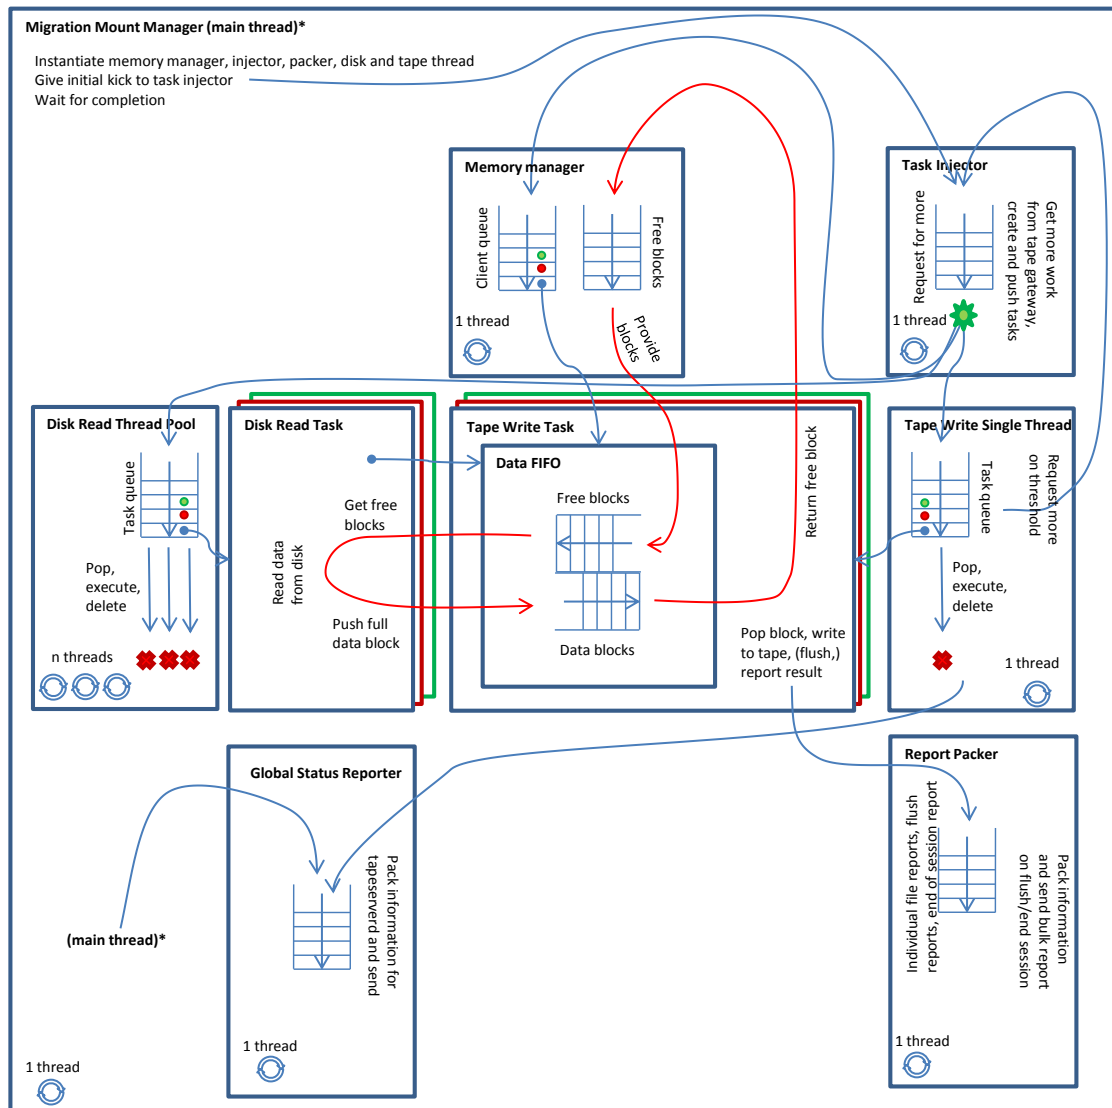 Migration Mount Manager (main thread)*
Instantiate memory manager, injector, packer, disk and tape thread
Give initial kick to task injector
Wait for completion
Memory manager
Client queue
Free blocks
1 thread
Provide
blocks
Task Injector
Request for more
Get more work
from tape gateway,
create and push tasks
1 thread
Disk Read Thread Pool
Task queue
Pop,
execute,
delete
n threads
Disk Read Task
Get free
blocks
Read data
from disk
Push full
data block
Tape Write Task
Data FIFO
Free blocks
Data blocks
Return free block
Pop block, write
to tape, (flush,)
report result
Tape Write Single Thread
Task queue
Request more
on threshold
Pop,
execute,
delete
1 thread
Global Status Reporter
Pack information for
tapeserverd and send
1 thread
(main thread)*
1 thread
Report Packer
Individual file reports, flush
reports, end of session report
Pack information
and send bulk report
on flush/end session
1 thread